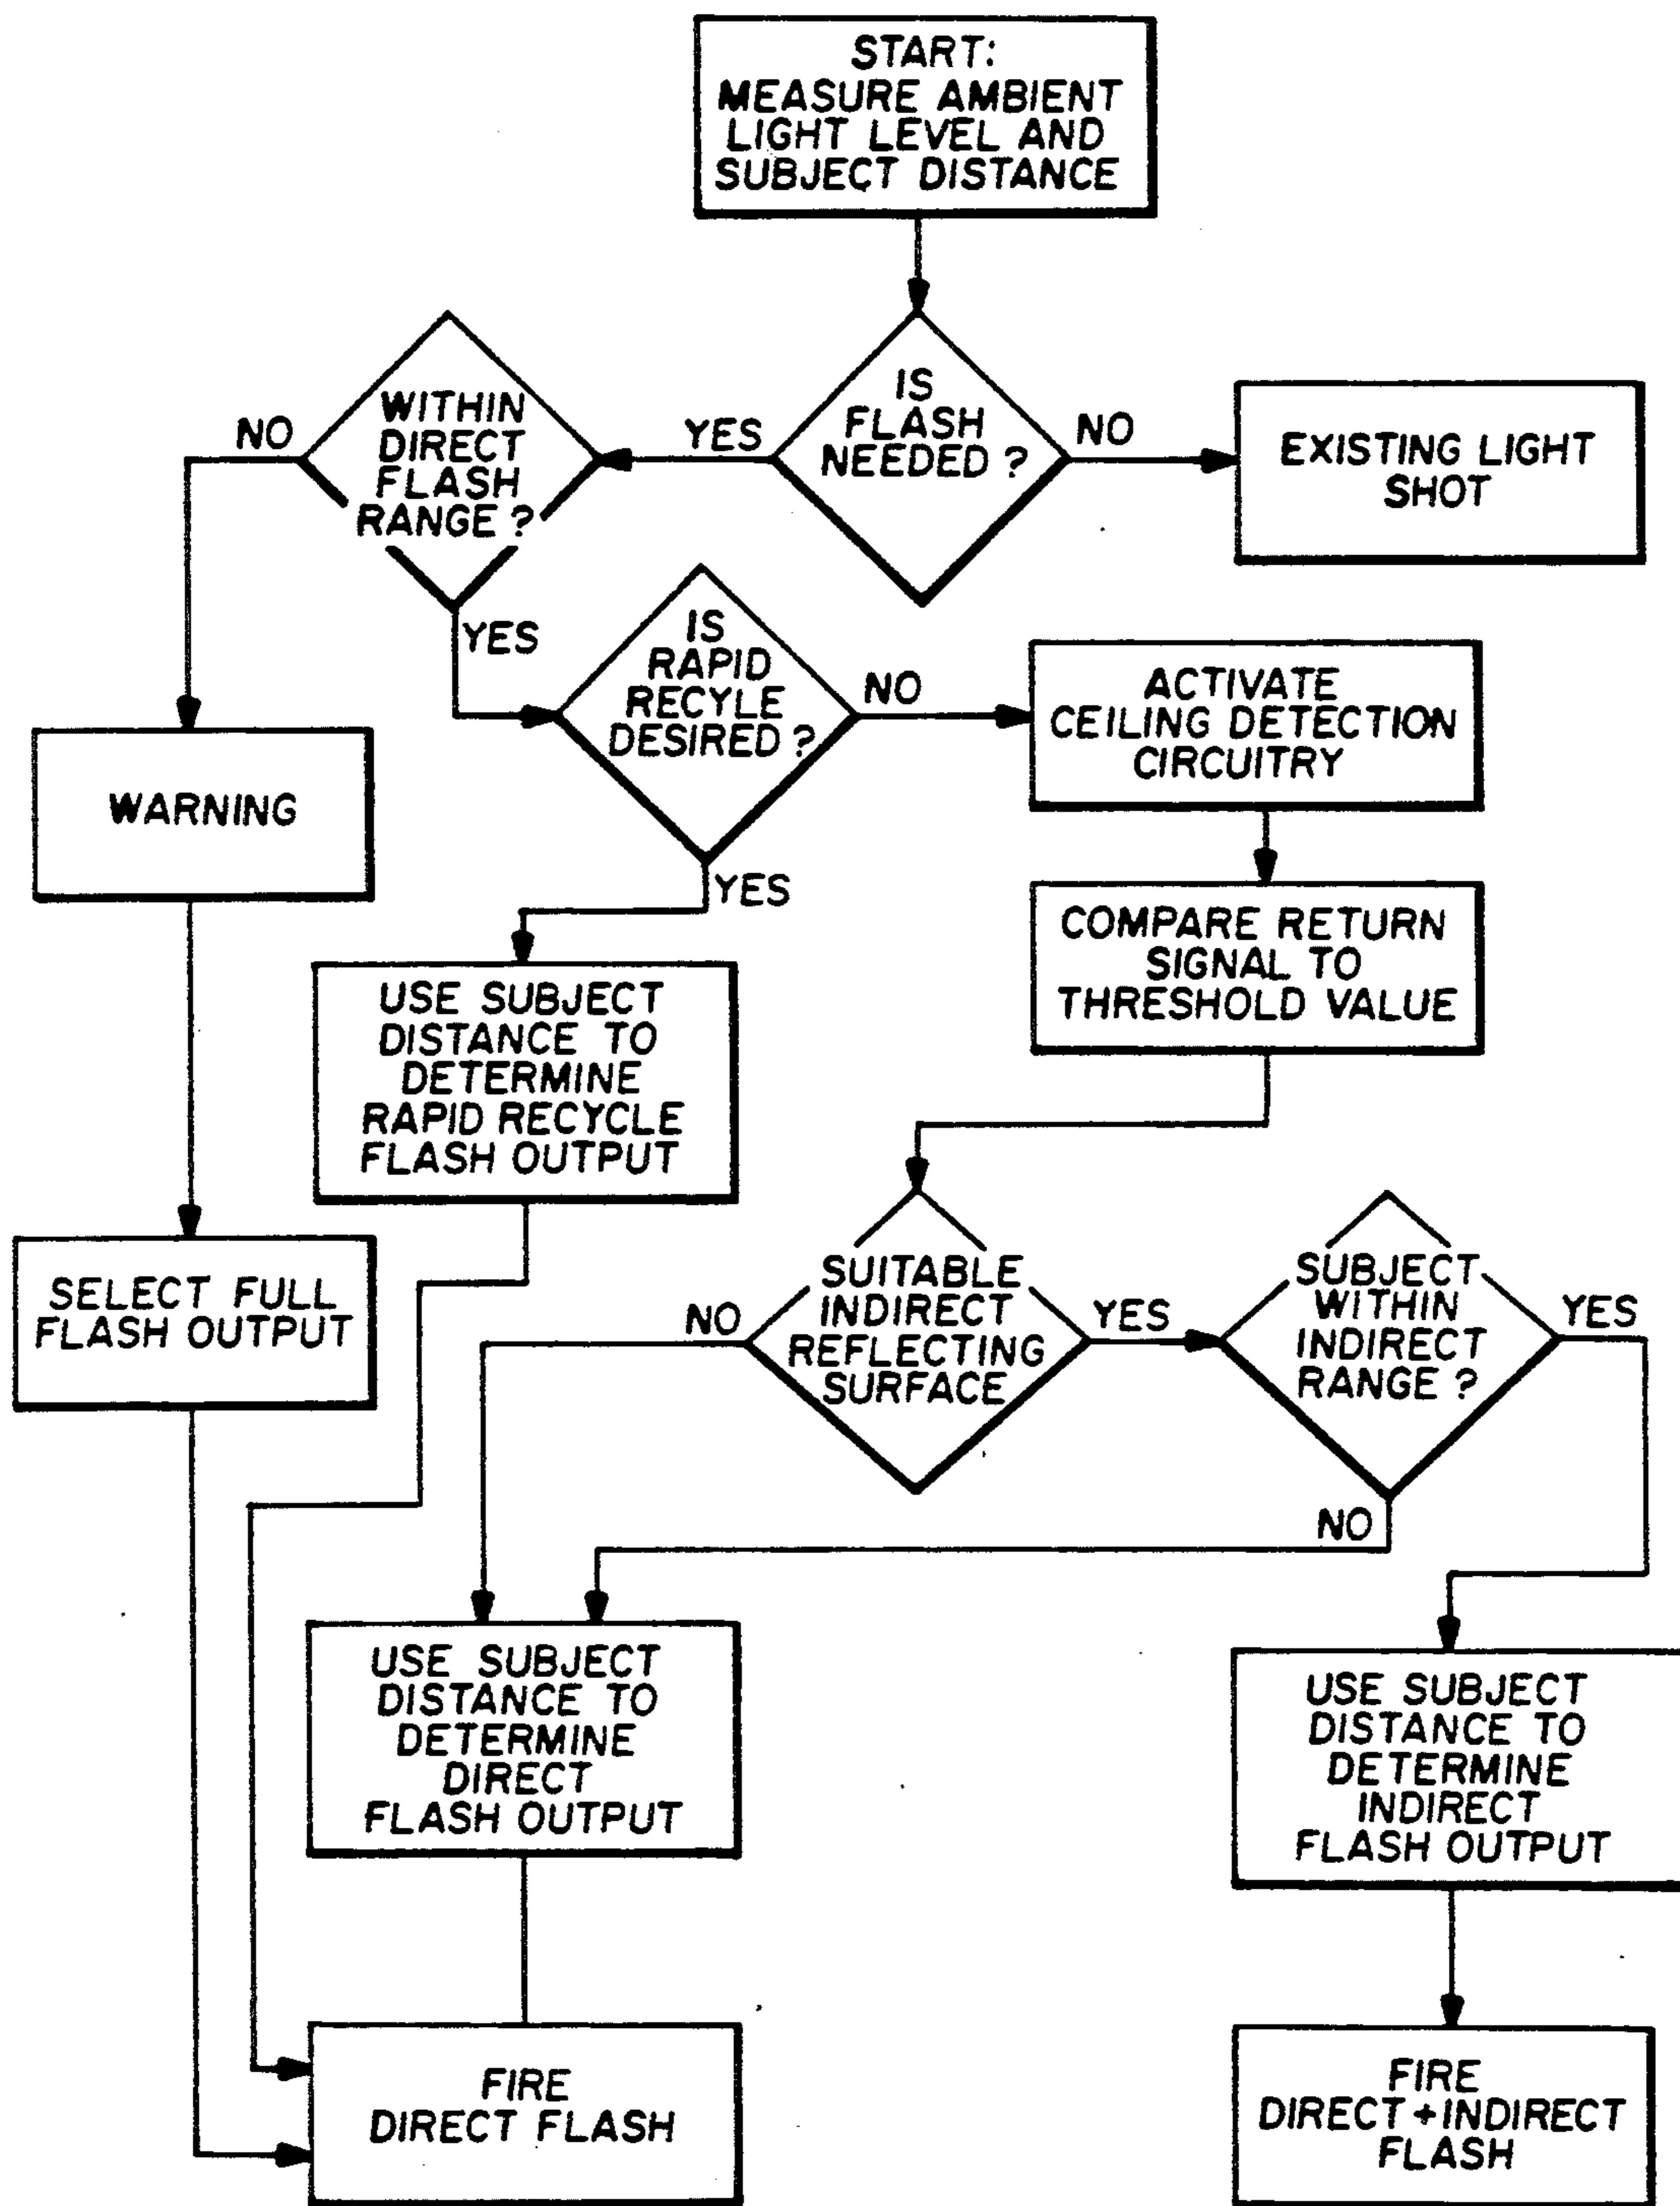 START:
MEASURE AMBIENT
LIGHT LEVEL AND
SUBJECT DISTANCE
IS
FLASH
NEEDED ?
YES
NO
WITHIN
DIRECT
FLASH
RANGE ?
NO
YES
EXISTING LIGHT
SHOT
IS
RAPID
RECYLE
DESIRED ?
NO
YES
ACTIVATE
CEILING DETECTION
CIRCUITRY
WARNING
COMPARE RETURN
SIGNAL TO
THRESHOLD VALUE
USE SUBJECT
DISTANCE TO
DETERMINE
RAPID RECYCLE
FLASH OUTPUT
SELECT FULL
FLASH OUTPUT
SUITABLE
INDIRECT
REFLECTING
SURFACE
NO
YES
SUBJECT
WITHIN
INDIRECT
RANGE ?
YES
NO
USE SUBJECT
DISTANCE TO
DETERMINE
DIRECT
FLASH OUTPUT
USE SUBJECT
DISTANCE TO
DETERMINE
INDIRECT
FLASH OUTPUT
FIRE
DIRECT FLASH
FIRE
DIRECT + INDIRECT
FLASH